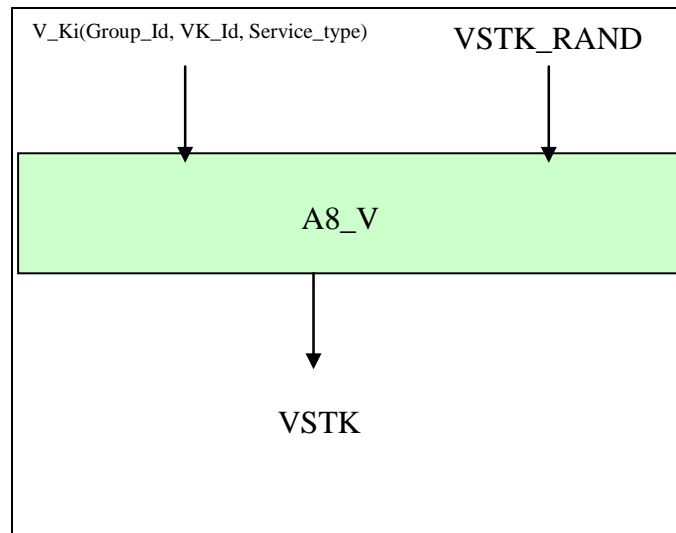 V_Ki(Group_Id, VK_Id, Service_type)
VSTK_RAND
A8_V
VSTK